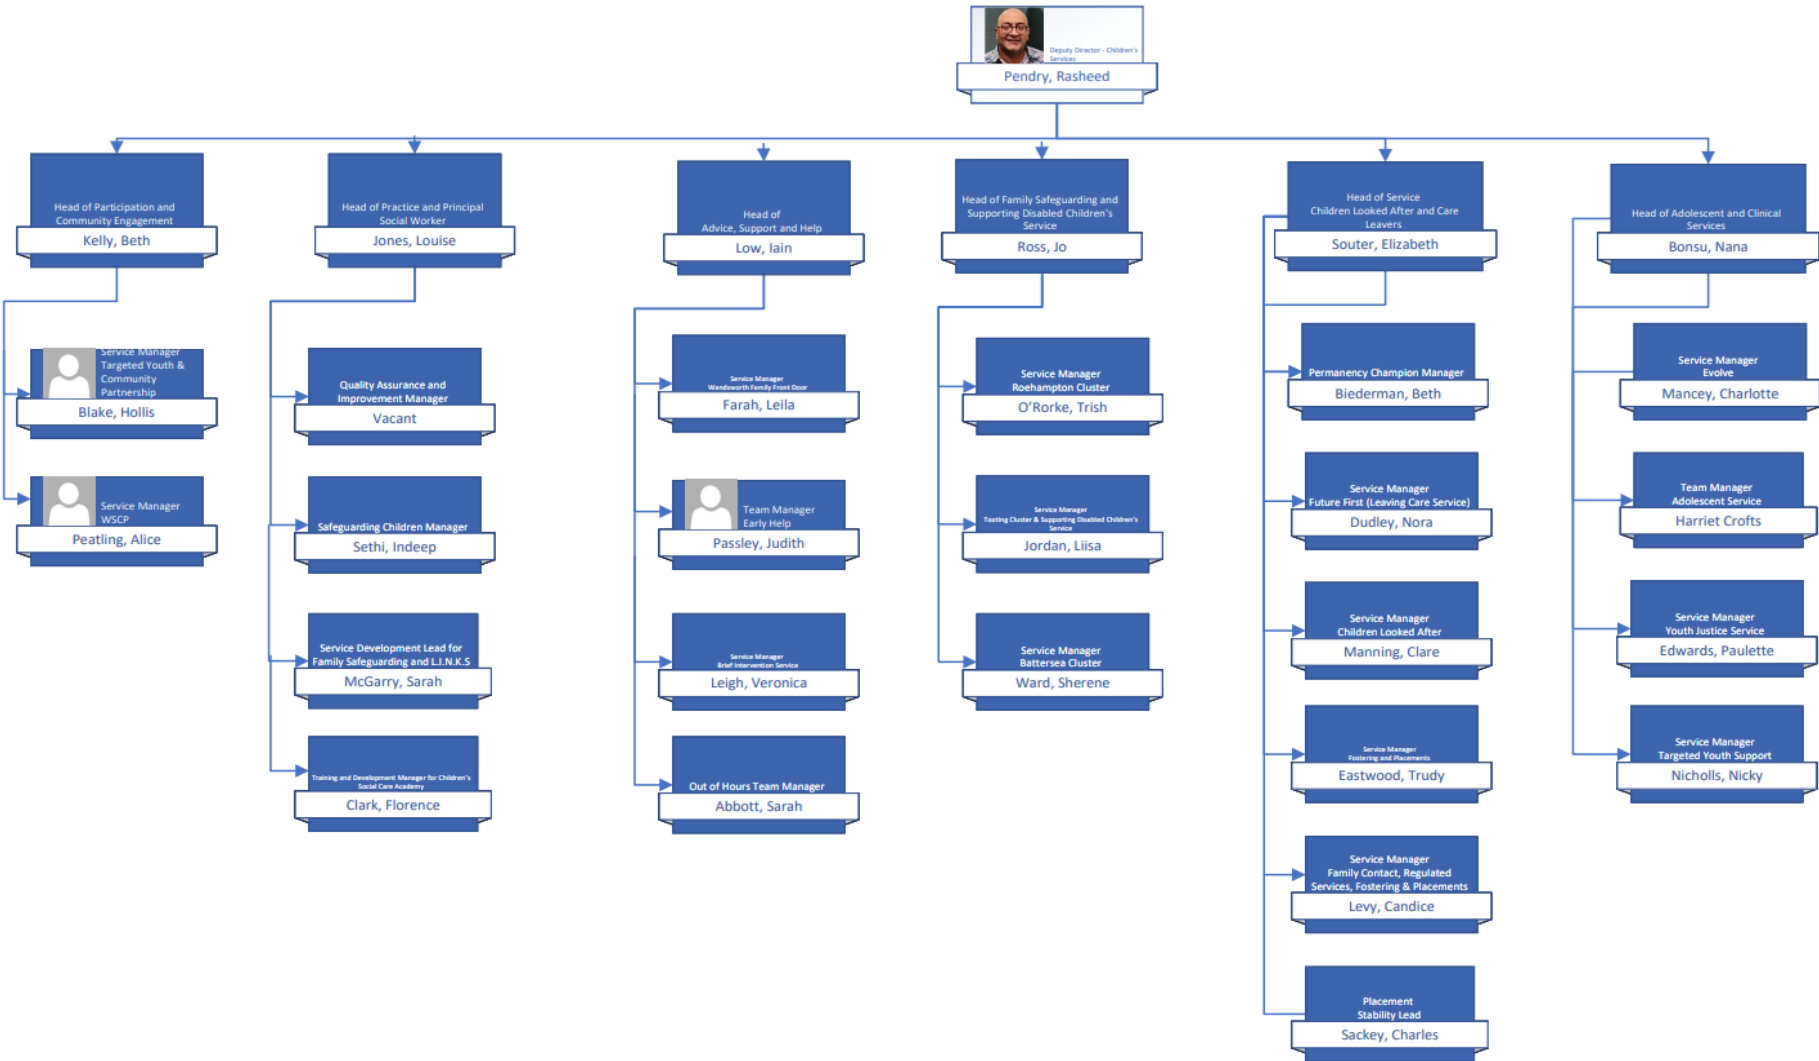 Deputy Director - Children's
Services
Pendry, Rasheed
Head of Participation and
Community Engagement
Kelly, Beth
Service Manager
Targeted Youth &
Community
Partnership
Blake, Hollis
Service Manager
WSCP
Peatling, Alice
Head of Practice and Principal
Social Worker
Jones, Louise
Quality Assurance and
Improvement Manager
Vacant
Safeguarding Children Manager
Sethi, Indeep
Service Development Lead for
Family Safeguarding and L.I.N.K.S
McGarry, Sarah
Training and Development Manager for Children's
Social Care Academy
Clark, Florence
Head of
Advice, Support and Help
Low, Iain
Service Manager
Wandsworth Family Front Door
Farah, Leila
Team Manager
Early Help
Passley, Judith
Service Manager
Brief Intervention Service
Leigh, Veronica
Out of Hours Team Manager
Abbott, Sarah
Head of Family Safeguarding and
Supporting Disabled Children's
Service
Ross, Jo
Service Manager
Roehampton Cluster
O'Rorke, Trish
Service Manager
Tooting Cluster & Supporting Disabled Children's
Service
Jordan, Liisa
Service Manager
Battersea Cluster
Ward, Sherene
Head of Service
Children Looked After and Care
Leavers
Souter, Elizabeth
Permanency Champion Manager
Biederman, Beth
Service Manager
Future First (Leaving Care Service)
Dudley, Nora
Service Manager
Children Looked After
Manning, Clare
Service Manager
Fostering and Placements
Eastwood, Trudy
Service Manager
Family Contact, Regulated
Services, Fostering & Placements
Levy, Candice
Placement
Stability Lead
Sackey, Charles
Head of Adolescent and Clinical
Services
Bonsu, Nana
Service Manager
Evolve
Mancey, Charlotte
Team Manager
Adolescent Service
Harriet Crofts
Service Manager
Youth Justice Service
Edwards, Paulette
Service Manager
Targeted Youth Support
Nicholls, Nicky